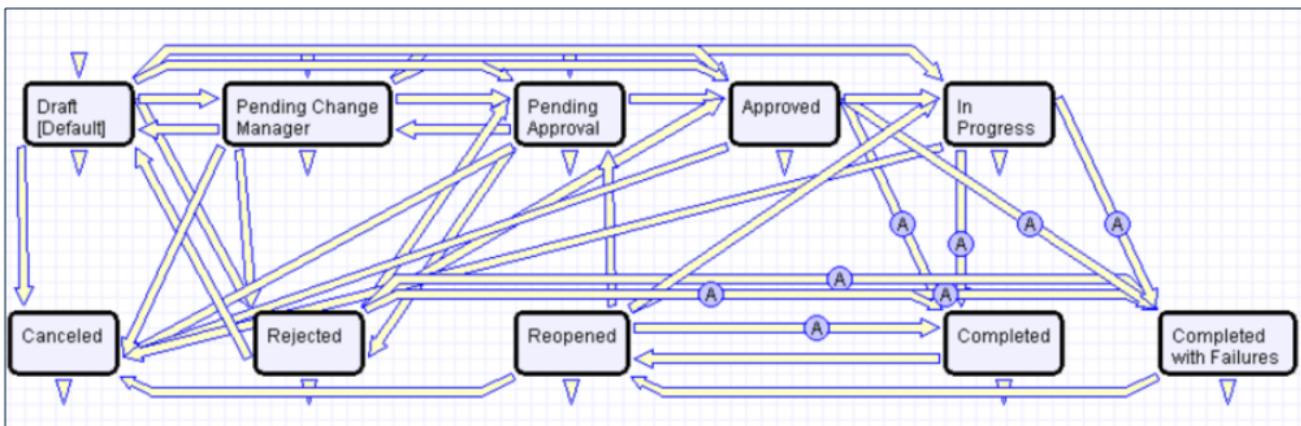 Draft
[Default]
Pending Change
Manager
Pending
Approval
Approved
In
Progress
A
A
A
A
A
A
A
A
Canceled
Rejected
Reopened
Completed
Completed
with Failures